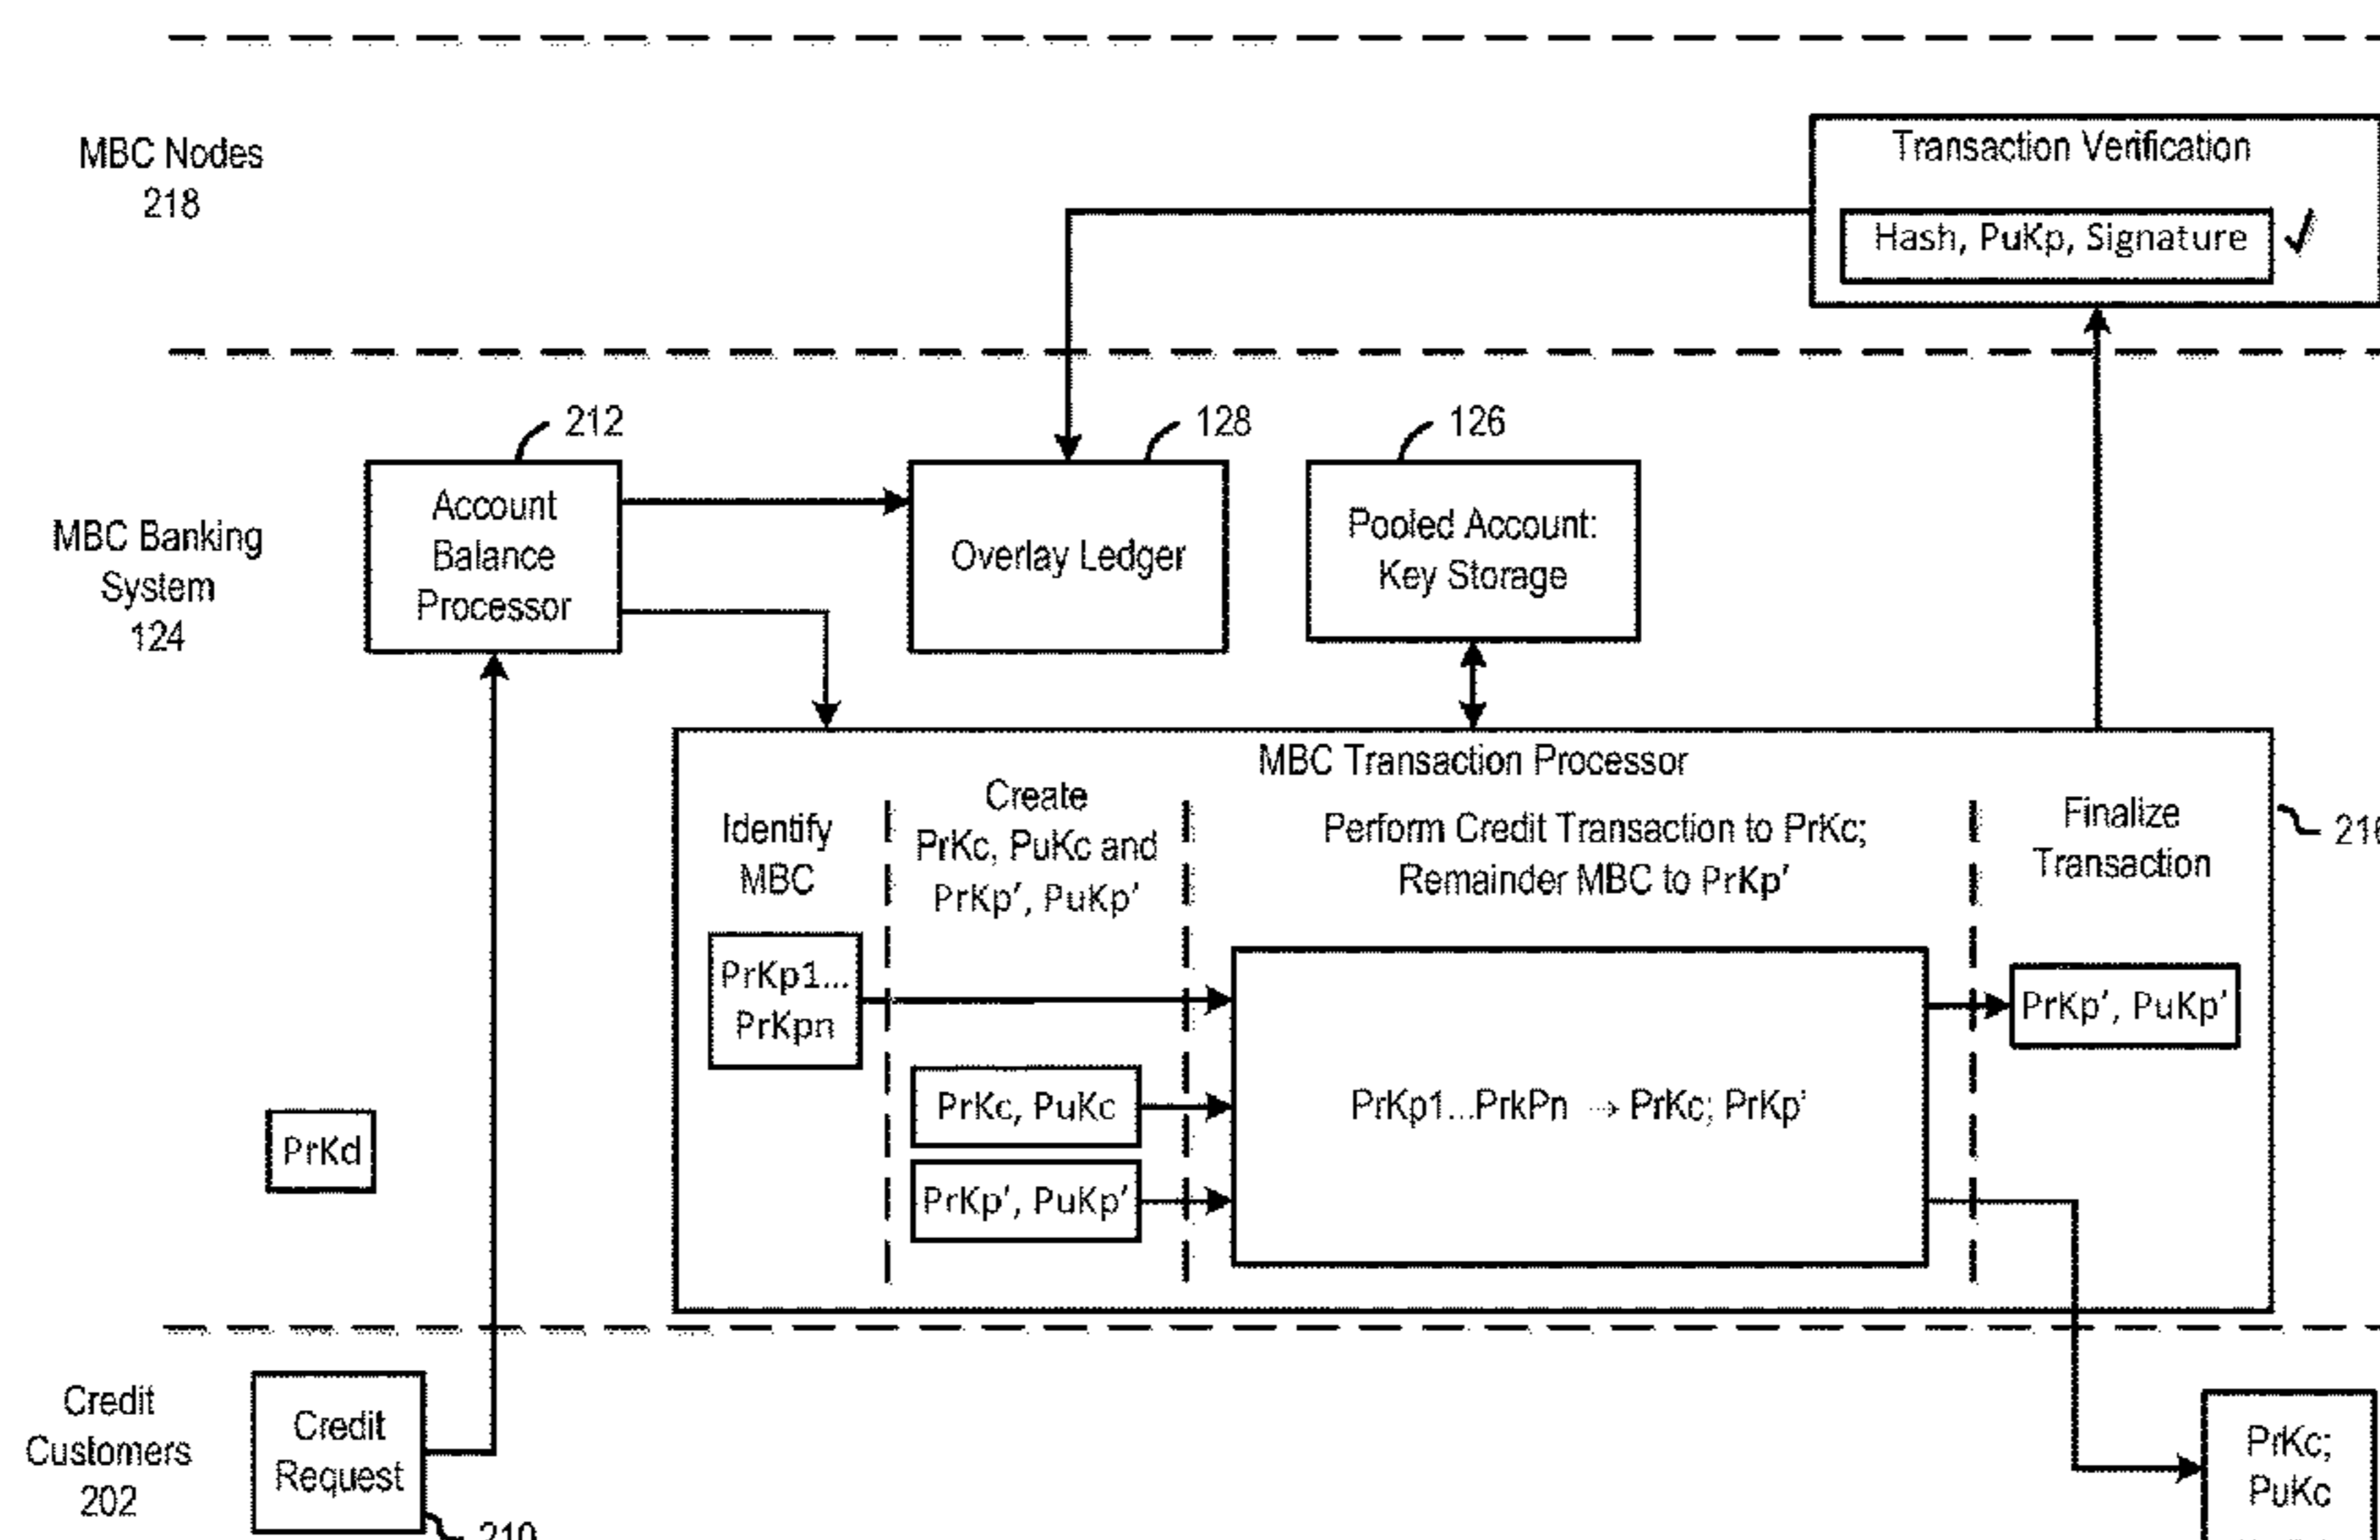 MBC Nodes
218
Transaction Verification
Hash, PuKp, Signature
212
128
126
MBC Banking
System
124
Account
Balance
Processor
Overlay Ledger
Pooled Account:
Key Storage
MBC Transaction Processor
Identify
MBC
Create
PrKc, PuKc and
PrKp', PuKp'
Perform Credit Transaction to PrKc;
Remainder MBC to PrKp'
Finalize
Transaction
PrKp1...
PrKpn
PrKc, PuKc
PrKp', PuKp'
PrKp1...PrkPn → PrKc; PrKp'
PrKp', PuKp'
PrKd
Credit
Customers
202
Credit
Request
210
PrKc;
PuKc